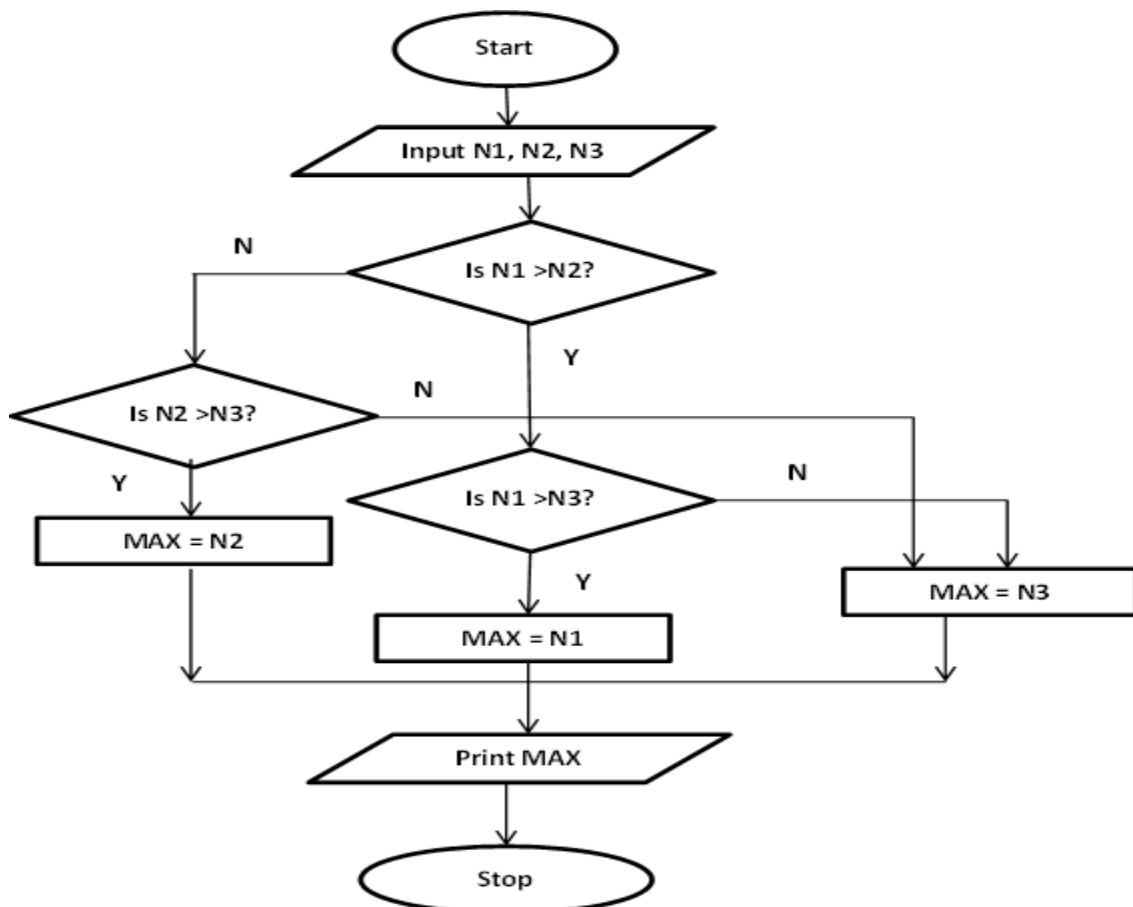 Start
Input N1, N2, N3
N
Is N1 >N2?
Y
N
Is N2 >N3?
Y
Is N1 >N3?
N
MAX = N2
Y
MAX = N3
MAX = N1
Print MAX
Stop